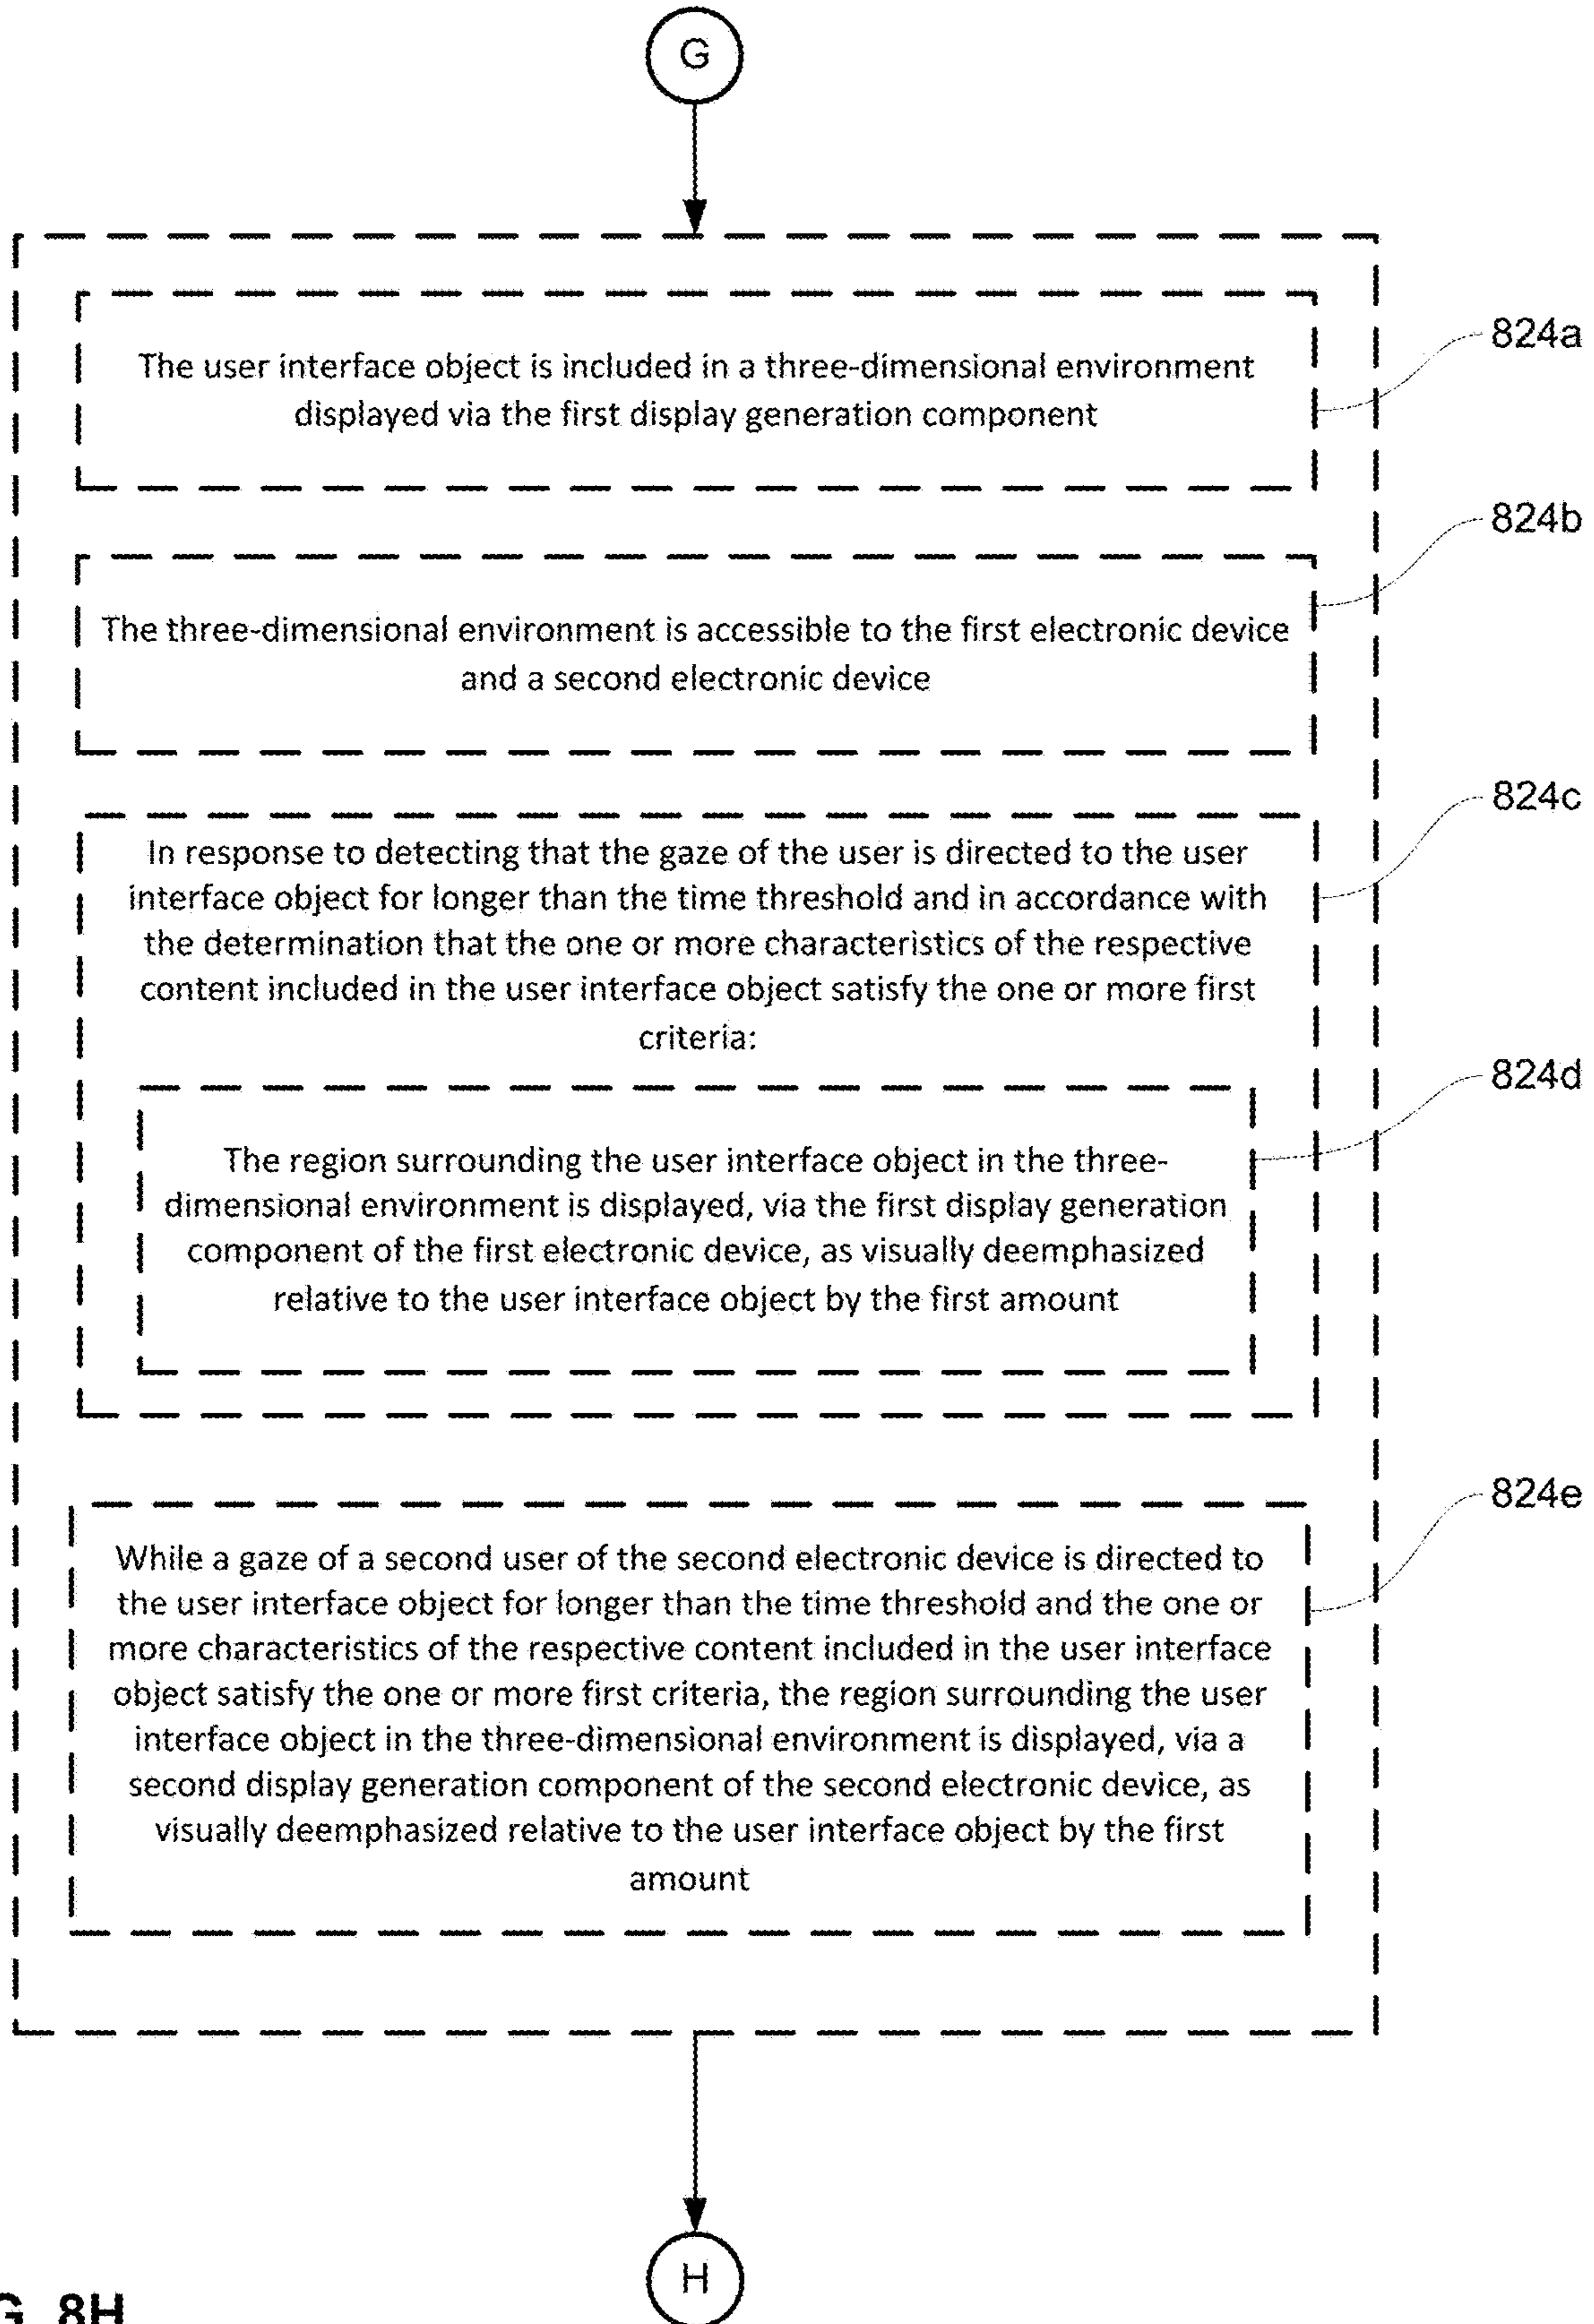 G
The user interface object is included in a three-dimensional environment
displayed via the first display generation component
824a
The three-dimensional environment is accessible to the first electronic device
and a second electronic device
824b
In response to detecting that the gaze of the user is directed to the user
interface object for longer than the time threshold and in accordance with
the determination that the one or more characteristics of the respective
content included in the user interface object satisfy the one or more first
criteria:
824c
The region surrounding the user interface object in the three-
dimensional environment is displayed, via the first display generation
component of the first electronic device, as visually deemphasized
relative to the user interface object by the first amount
824d
While a gaze of a second user of the second electronic device is directed to
the user interface object for longer than the time threshold and the one or
more characteristics of the respective content included in the user interface
object satisfy the one or more first criteria, the region surrounding the user
interface object in the three-dimensional environment is displayed, via a
second display generation component of the second electronic device, as
visually deemphasized relative to the user interface object by the first
amount
824e
H
8H